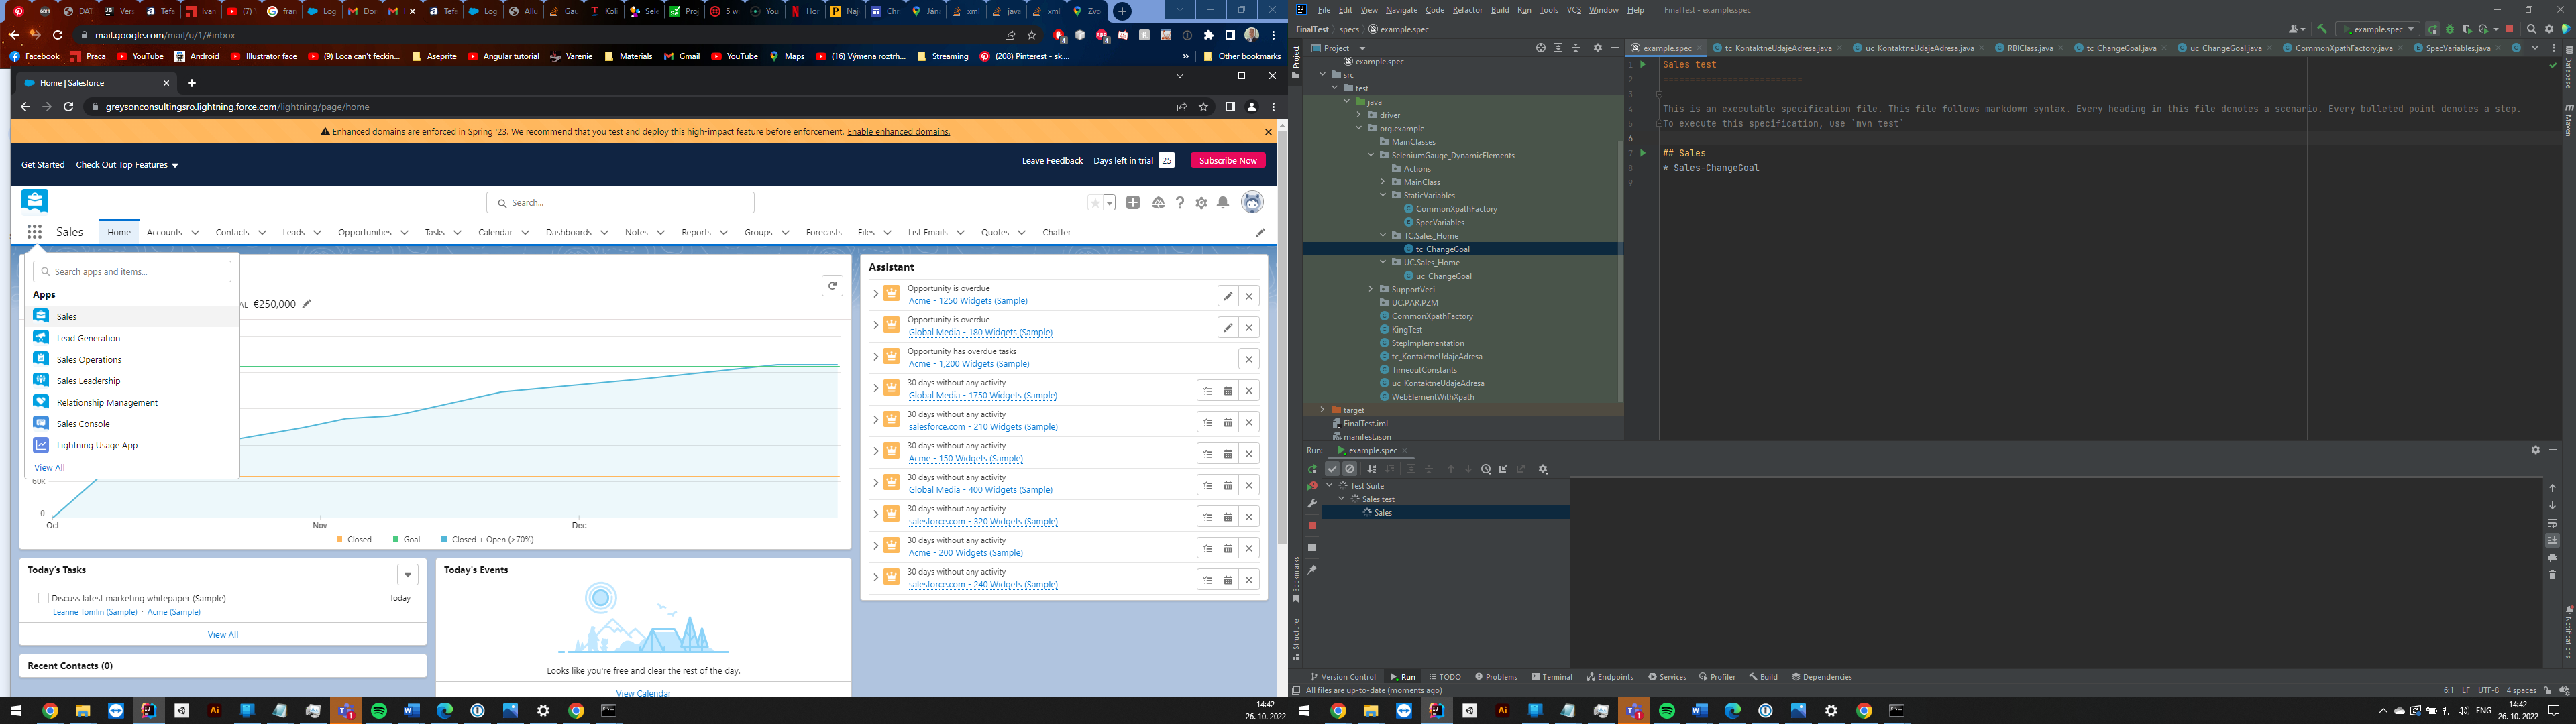 mail.google.com/mail/u/1/#inbox
Facebook
Praca
YouTube
Android
Illustrator face
(9) Loca can't feckin...
Aseprite
Angular tutorial
Varenie
Materials
Gmail
YouTube
Maps
(16) Výmena roztrh...
Streaming
(208) Pinterest - sk....
Other bookmarks
Home | Salesforce
greysonconsultingsro.lightning.force.com/lightning/page/home
Enhanced domains are enforced in Spring '23. We recommend that you test and deploy this high-impact feature before enforcement. Enable enhanced domains.
Get Started
Check Out Top Features
Leave Feedback
Days left in trial
25
Subscribe Now
Search...
Sales
Home
Accounts
Contacts
Leads
Opportunities
Tasks
Calendar
Dashboards
Notes
Reports
Groups
Forecasts
Files
List Emails
Quotes
Chatter
Search apps and items...
Apps
Sales
Lead Generation
Sales Operations
Sales Leadership
Relationship Management
Sales Console
Lightning Usage App
View All
€250,000
60k
0
Oct
Nov
Dec
Closed
Goal
Closed + Open (>70%)
Today's Tasks
Discuss latest marketing whitepaper (Sample)
Today
Leanne Tomlin (Sample) • Acme (Sample)
View All
Recent Contacts (0)
Today's Events
Looks like you're free and clear the rest of the day.
View Calendar
Assistant
Opportunity is overdue
Acme - 1250 Widgets (Sample)
Opportunity is overdue
Global Media - 180 Widgets (Sample)
Opportunity has overdue tasks
Acme - 1,200 Widgets (Sample)
30 days without any activity
Global Media - 1750 Widgets (Sample)
30 days without any activity
salesforce.com - 210 Widgets (Sample)
30 days without any activity
Acme - 150 Widgets (Sample)
30 days without any activity
Global Media - 400 Widgets (Sample)
30 days without any activity
salesforce.com - 320 Widgets (Sample)
30 days without any activity
Acme - 200 Widgets (Sample)
30 days without any activity
salesforce.com - 240 Widgets (Sample)
14:42
26. 10. 2022
File Edit View Navigate Code Refactor Build Run Tools VCS Window Help
FinalTest - example.spec
FinalTest
specs
example.spec
example.spec
Project
example.spec
tc_KontaktneUdajeAdresa.java
uc_KontaktneUdajeAdresa.java
RBIClass.java
tc_ChangeGoal.java
uc_ChangeGoal.java
CommonXpathFactory.java
SpecVariables.java
Project
Database
Maven
example.spec
src
test
java
driver
org.example
MainClasses
SeleniumGauge_DynamicElements
Actions
MainClass
StaticVariables
CommonXpathFactory
SpecVariables
TC.Sales_Home
tc_ChangeGoal
UC.Sales_Home
uc_ChangeGoal
SupportVeci
UC.PAR.PZM
CommonXpathFactory
KingTest
StepImplementation
tc_KontaktneUdajeAdresa
TimeoutConstants
uc_KontaktneUdajeAdresa
WebElementWithXpath
target
FinalTest.iml
manifest.json
1 Sales test
2 ==========================
3
4 This is an executable specification file. This file follows markdown syntax. Every heading in this file denotes a scenario. Every bulleted point denotes a step.
5 To execute this specification, use `mvn test`
6
7 ## Sales
8 * Sales-ChangeGoal
9
Run:
example.spec
Test Suite
Sales test
Sales
Bookmarks
Structure
Notifications
Version Control
Run
TODO
Problems
Terminal
Endpoints
Services
Profiler
Build
Dependencies
All files are up-to-date (moments ago)
6:1
LF
UTF-8
4 spaces
ENG
14:42
26. 10. 2022